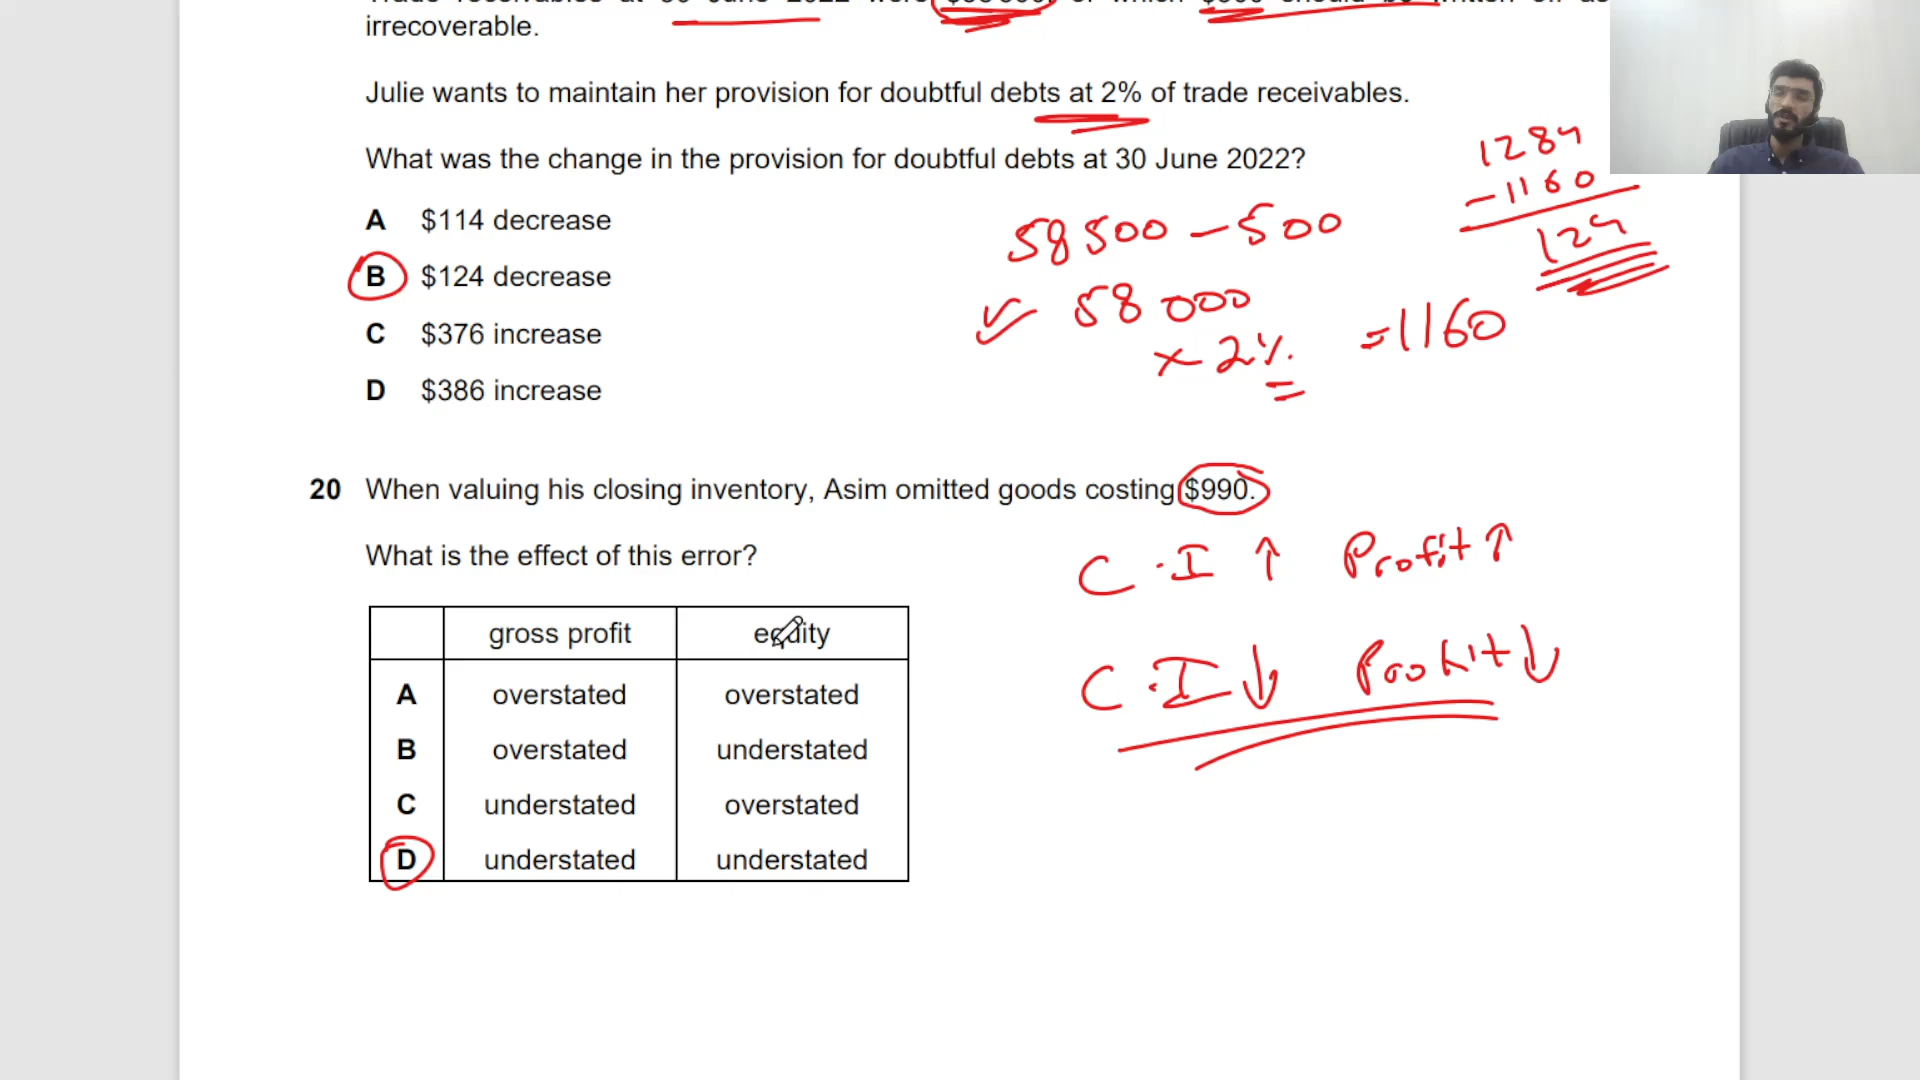 irrecoverable.
Julie wants to maintain her provision for doubtful debts at 2% of trade receivables.
What was the change in the provision for doubtful debts at 30 June 2022?
A $114 decrease
B $124 decrease
C $376 increase
D $386 increase
1284
-1160
124
58500-500
58000
x 2%
=1160
20 When valuing his closing inventory, Asim omitted goods costing $990.
What is the effect of this error?
C.I ↑ Profit ↑
C.I ↓ Profit ↓
gross profit equity
A overstated overstated
B overstated understated
C understated overstated
D understated understated